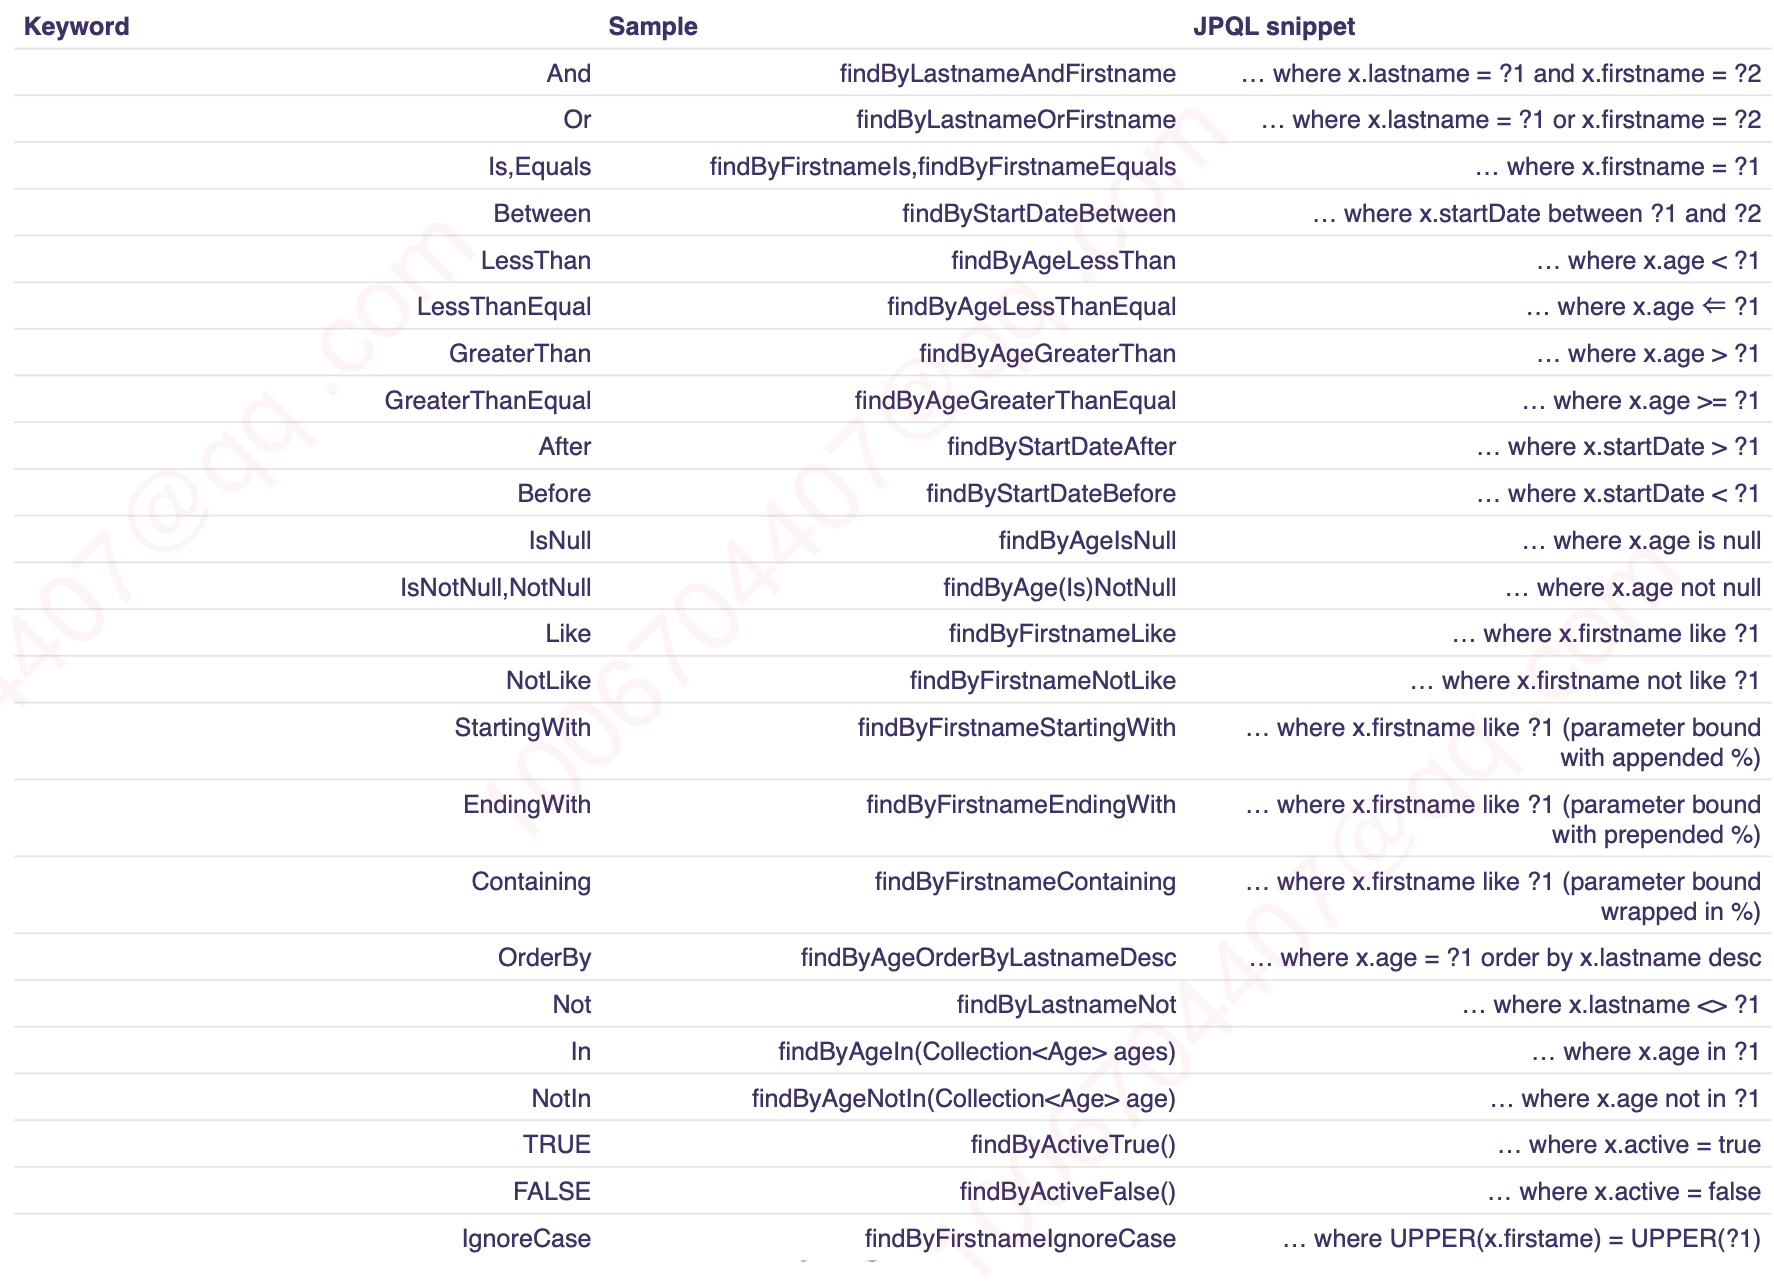 Keyword Sample JPQL snippet
And findByLastnameAndFirstname … where x.lastname = ?1 and x.firstname = ?2
Or findByLastnameOrFirstname … where x.lastname = ?1 or x.firstname = ?2
Is,Equals findByFirstnameIs,findByFirstnameEquals … where x.firstname = ?1
Between findByStartDateBetween … where x.startDate between ?1 and ?2
LessThan findByAgeLessThan … where x.age < ?1
LessThanEqual findByAgeLessThanEqual … where x.age ⇐ ?1
GreaterThan findByAgeGreaterThan … where x.age > ?1
GreaterThanEqual findByAgeGreaterThanEqual … where x.age >= ?1
After findByStartDateAfter … where x.startDate > ?1
Before findByStartDateBefore … where x.startDate < ?1
IsNull findByAgeIsNull … where x.age is null
IsNotNull,NotNull findByAge(Is)NotNull … where x.age not null
Like findByFirstnameLike … where x.firstname like ?1
NotLike findByFirstnameNotLike … where x.firstname not like ?1
StartingWith findByFirstnameStartingWith … where x.firstname like ?1 (parameter bound
with appended %)
EndingWith findByFirstnameEndingWith … where x.firstname like ?1 (parameter bound
with prepended %)
Containing findByFirstnameContaining … where x.firstname like ?1 (parameter bound
wrapped in %)
OrderBy findByAgeOrderByLastnameDesc … where x.age = ?1 order by x.lastname desc
Not findByLastnameNot … where x.lastname <> ?1
In findByAgeIn(Collection<Age> ages) … where x.age in ?1
NotIn findByAgeNotIn(Collection<Age> age) … where x.age not in ?1
TRUE findByActiveTrue() … where x.active = true
FALSE findByActiveFalse() … where x.active = false
IgnoreCase findByFirstnameIgnoreCase … where UPPER(x.firstame) = UPPER(?1)
4407@qq .com
1006704407@qq .com
1006704407@qq .com